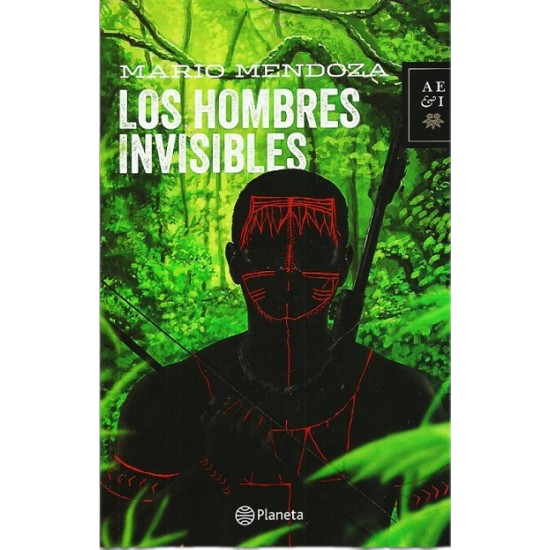 MARIO MENDOZA
LOS HOMBRES
INVISIBLES
AE
&I
Planeta